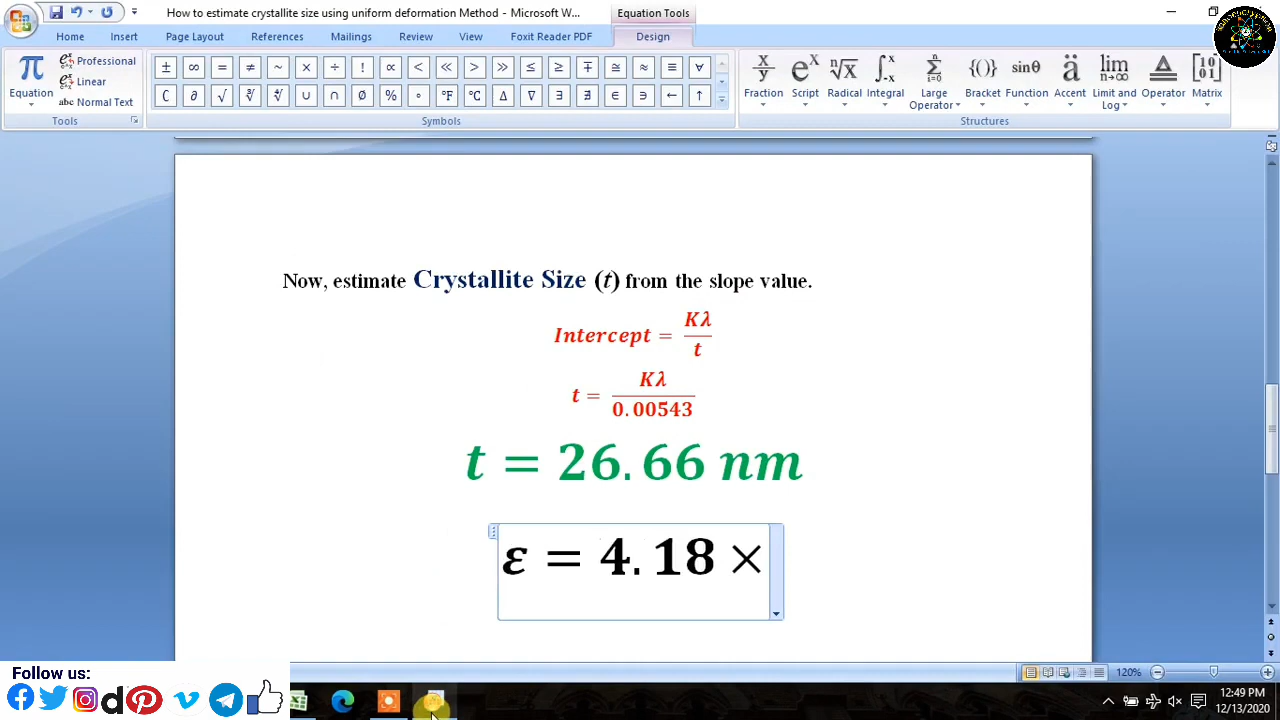 How to estimate crystallite size using uniform deformation Method - Microsoft W...
Equation Tools
Home Insert Page Layout References Mailings Review View Foxit Reader PDF Design
π Equation
Professional
Linear
abc Normal Text
Tools
± ∞ = ≠ ~ × ÷ ! ∝ < ≪ > ≫ ≤ ≥ ∓ ≅ ≈ ≡ ∀
∁ ∂ √ ∛ ∜ ∪ ∩ ∅ % ° °F °C ∆ ∇ ∃ ∄ ∈ ∋ ← ↑
Symbols
Fraction Script Radical Integral Large Operator Bracket Function Accent Limit and Log Operator Matrix
Structures
Now, estimate Crystallite Size (t) from the slope value.
Intercept = Kλ/t
t = Kλ/0.00543
t = 26.66 nm
ε = 4.18 ×
Follow us:
120%
12:49 PM
12/13/2020